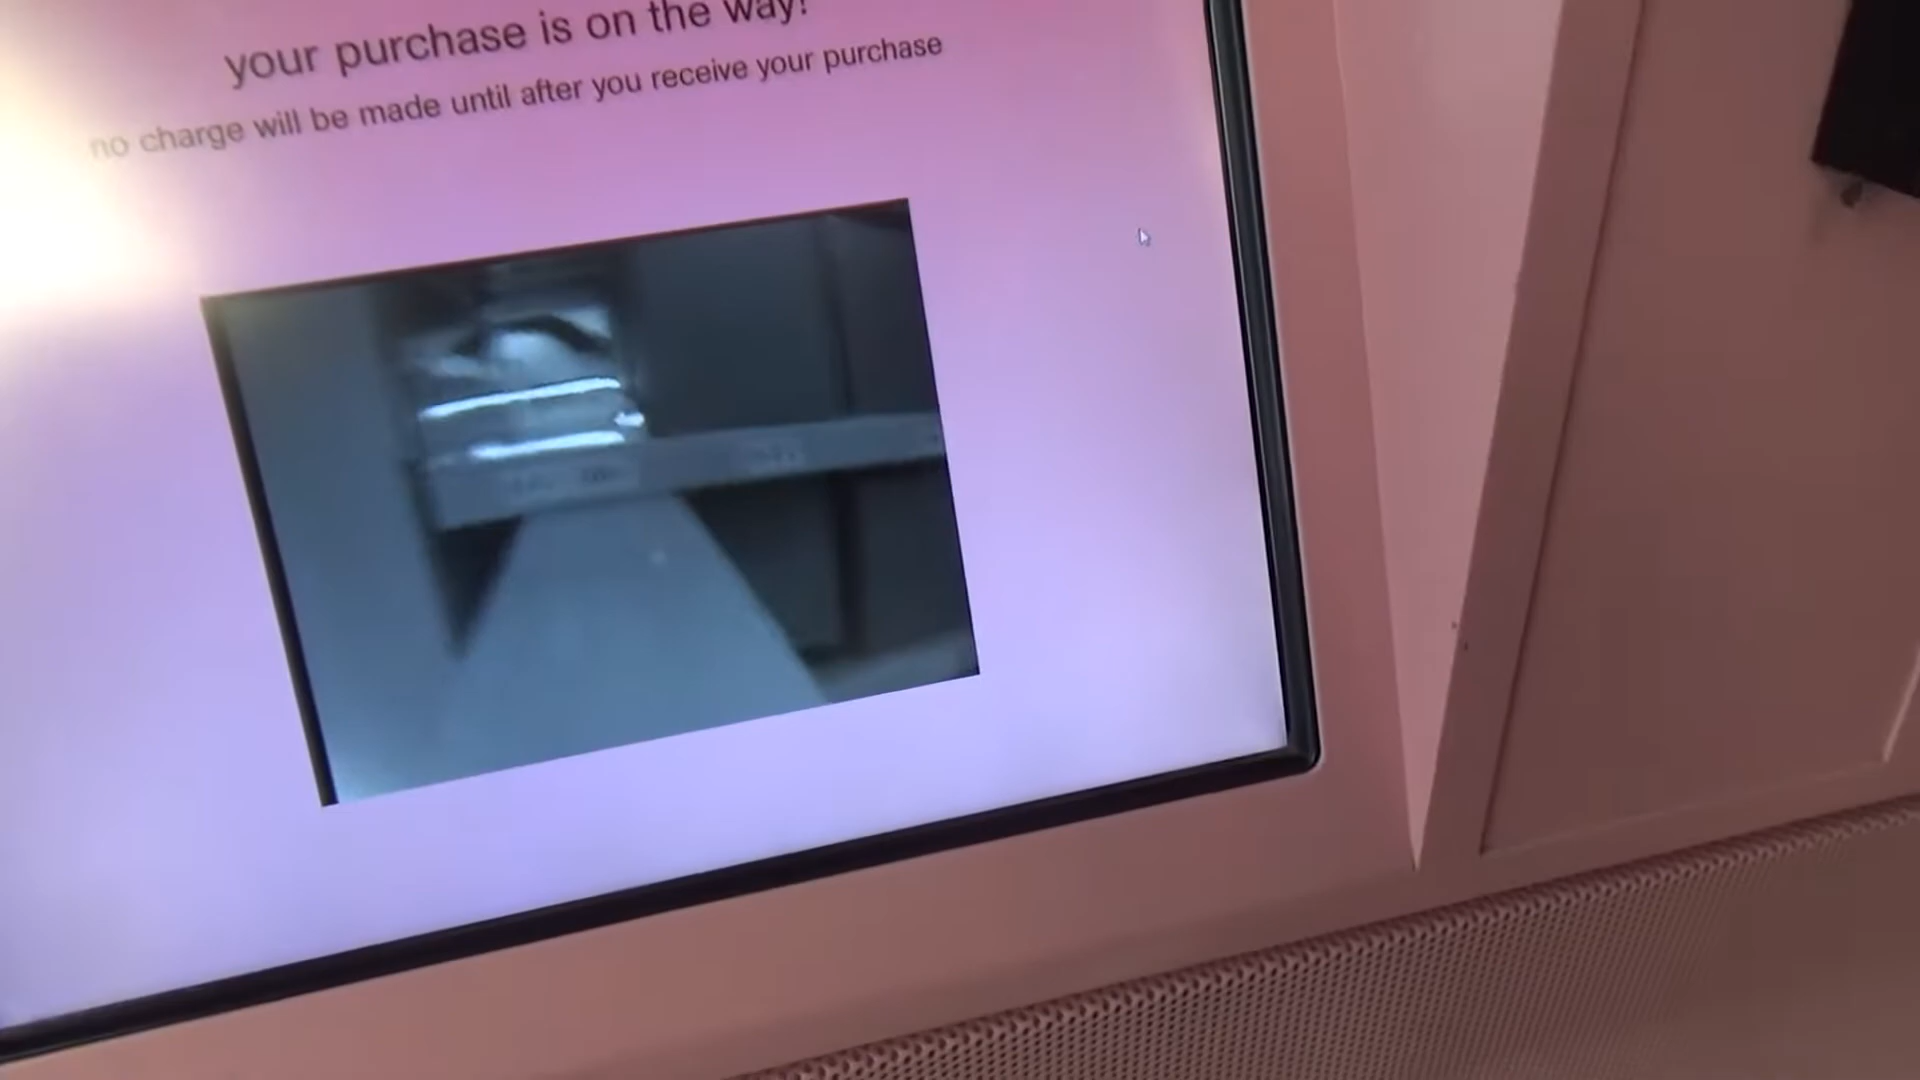 your purchase is on the way!
no charge will be made until after you receive your purchase